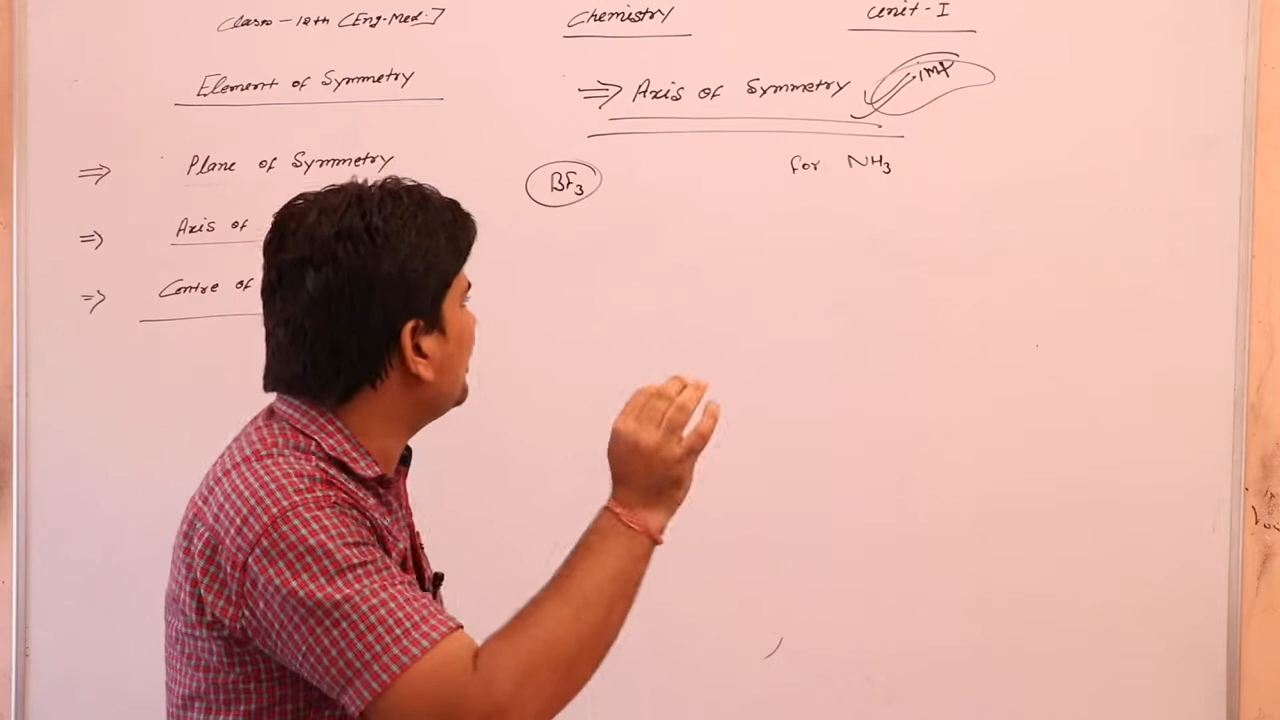 Class - 12th [Eng-Med.]
Chemistry
Unit - I
Element of Symmetry
⇒ Axis of Symmetry
imp
⇒ Plane of Symmetry
BF3
for NH3
⇒ Axis of
⇒ Centre of